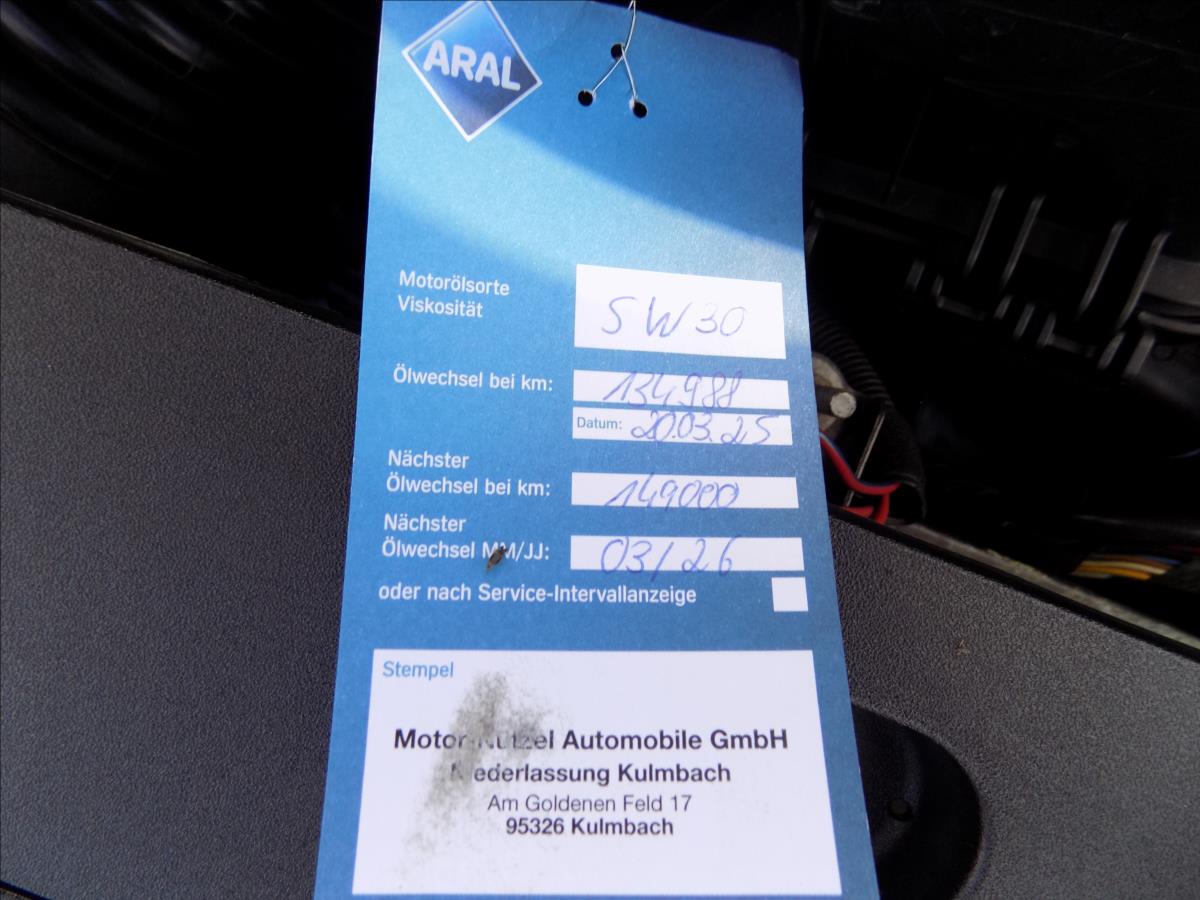 ARAL
Motorölsorte
Viskosität
5W30
Ölwechsel bei km:
134.988
Datum: 20.03.25
Nächster
Ölwechsel bei km:
149000
Nächster
Ölwechsel MM/JJ:
03/26
oder nach Service-Intervallanzeige
Stempel
Motor-Nützel Automobile GmbH
Niederlassung Kulmbach
Am Goldenen Feld 17
95326 Kulmbach